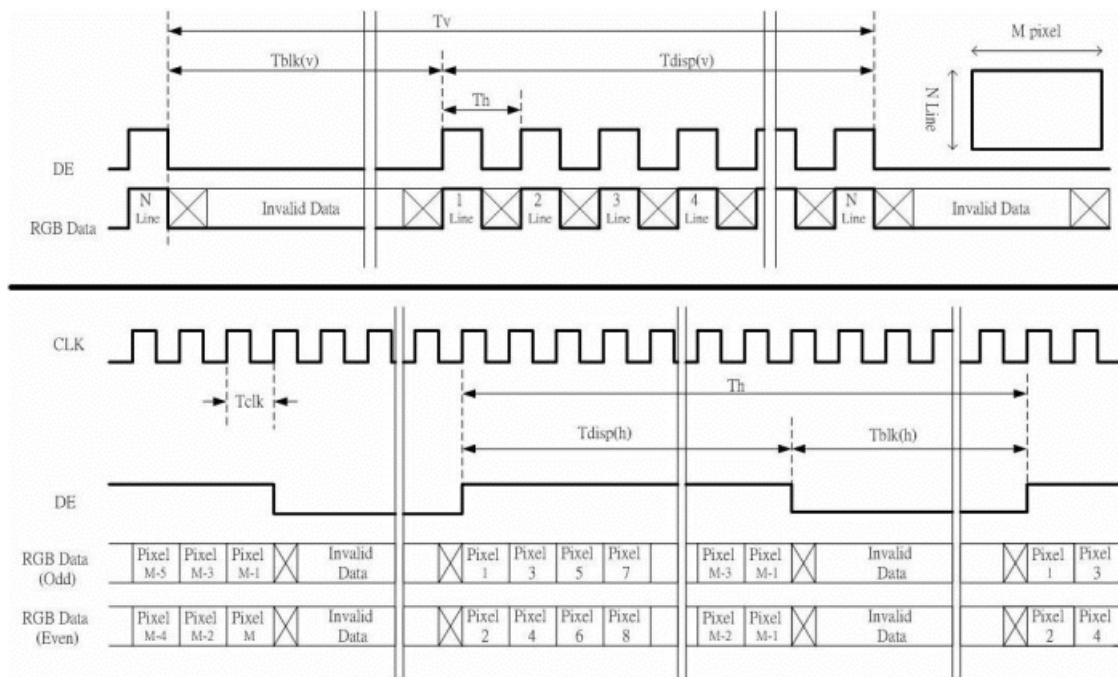 Tv
M pixel
Tblk(v) Tdisp(v)
N Line
Th
DE
N Line Invalid Data 1 Line 2 Line 3 Line 4 Line N Line Invalid Data
RGB Data
CLK
Th
Tclk
Tdisp(h) Tblk(h)
DE
RGB Data (Odd) Pixel M-5 Pixel M-3 Pixel M-1 Invalid Data Pixel 1 Pixel 3 Pixel 5 Pixel 7 Pixel M-3 Pixel M-1 Invalid Data Pixel 1 Pixel 3
RGB Data (Even) Pixel M-4 Pixel M-2 Pixel M Invalid Data Pixel 2 Pixel 4 Pixel 6 Pixel 8 Pixel M-2 Pixel M-1 Invalid Data Pixel 2 Pixel 4